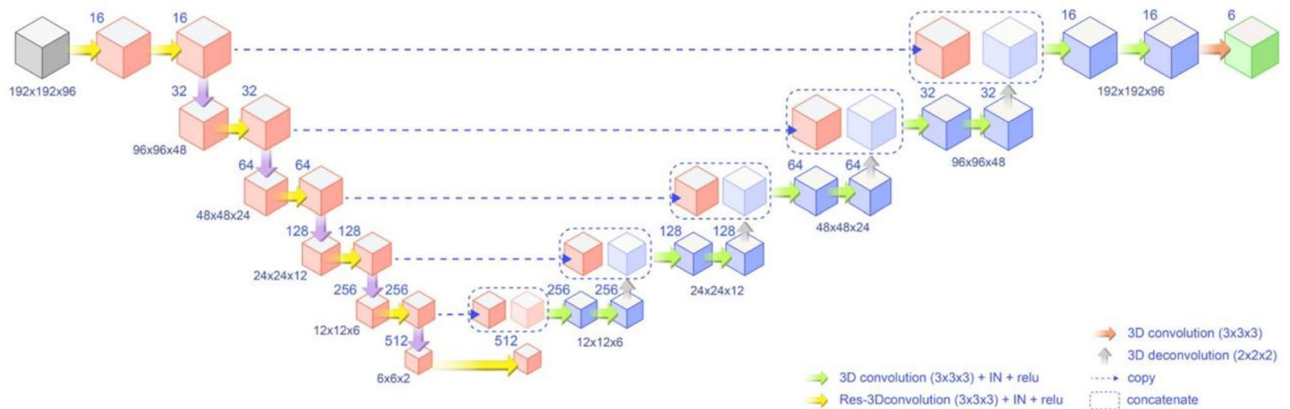 16 16 16 16 6
192x192x96 192x192x96
32 32 32 32
96x96x48 96x96x48
64 64 64 64
48x48x24 48x48x24
128 128 128 128
24x24x12 24x24x12
256 256 256 256
12x12x6 12x12x6
512 512
6x6x2
3D convolution (3x3x3)
3D deconvolution (2x2x2)
3D convolution (3x3x3) + IN + relu copy
Res-3Dconvolution (3x3x3) + IN + relu concatenate